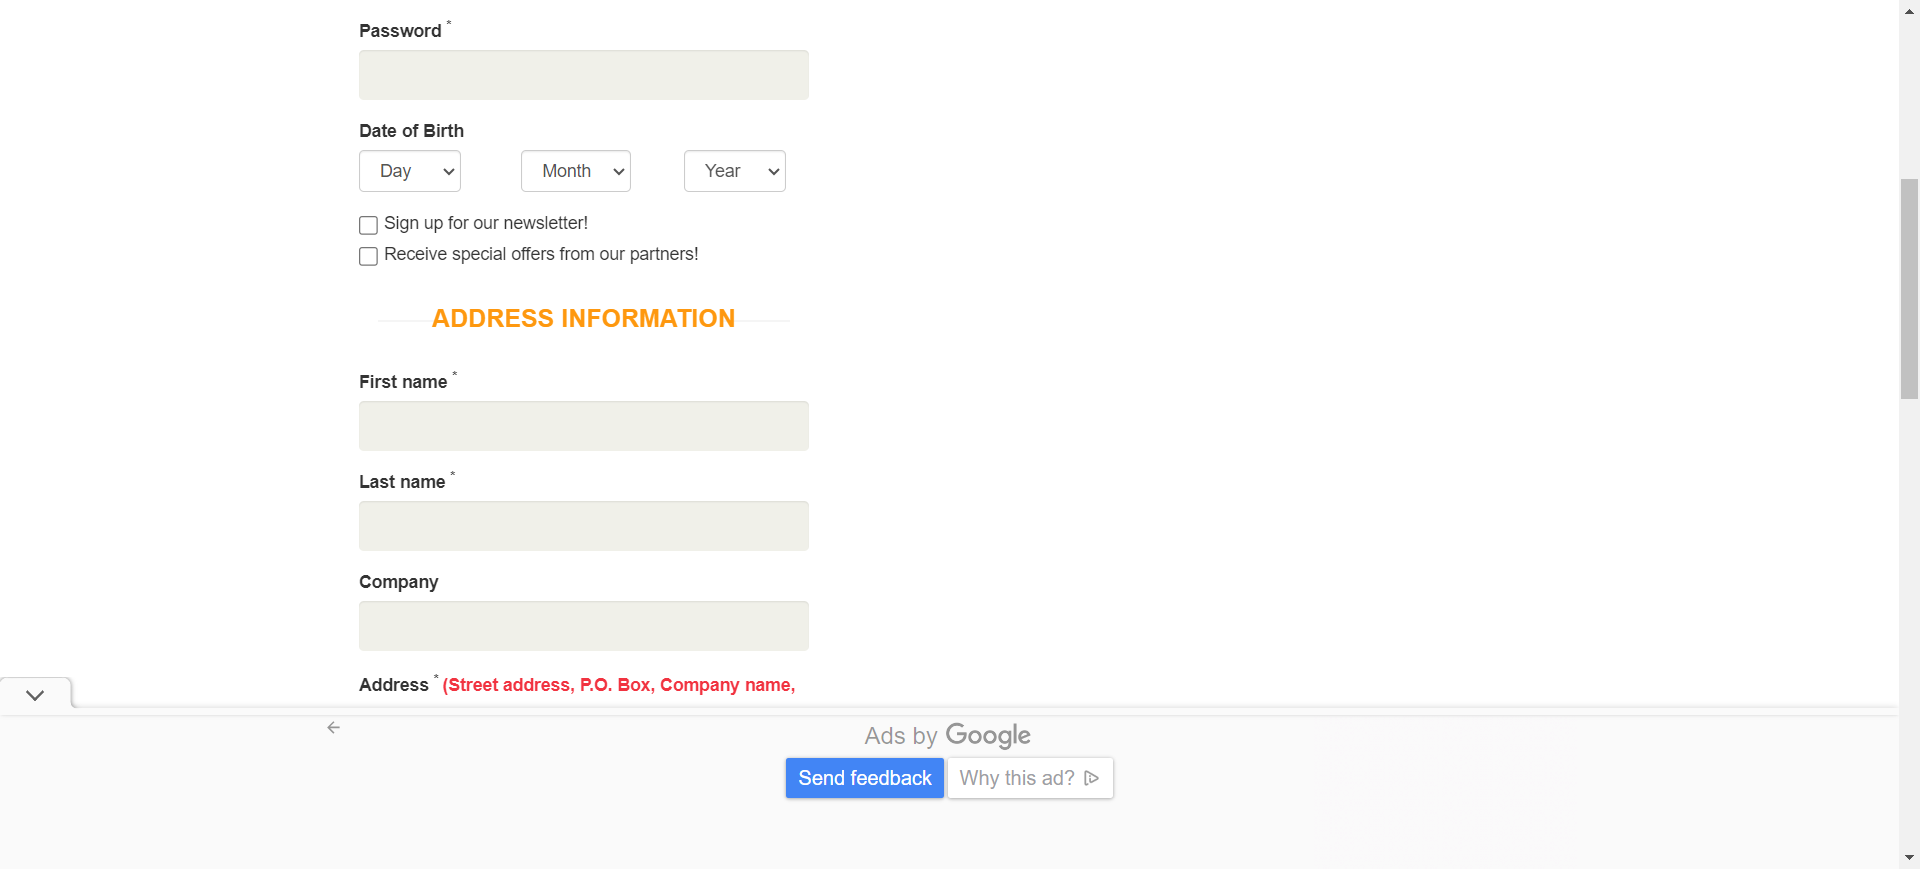 Password *
Date of Birth
Day Month Year
Sign up for our newsletter!
Receive special offers from our partners!
ADDRESS INFORMATION
First name *
Last name *
Company
Address * (Street address, P.O. Box, Company name,
Ads by Google
Send feedback Why this ad?